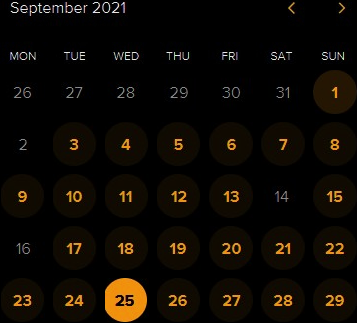 September 2021 < >
MON TUE WED THU FRI SAT SUN
26 27 28 29 30 31 1
2 3 4 5 6 7 8
9 10 11 12 13 14 15
16 17 18 19 20 21 22
23 24 25 26 27 28 29